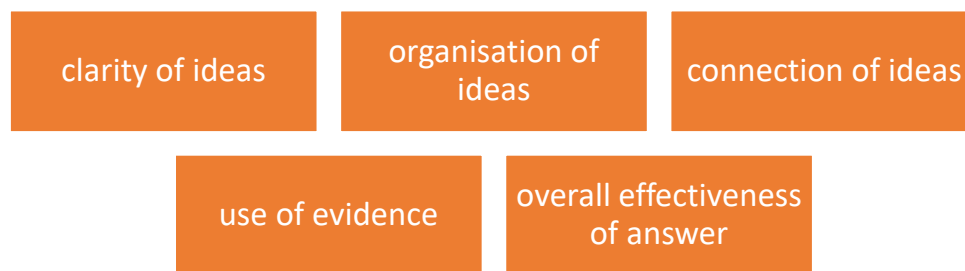 clarity of ideas
organisation of
ideas
connection of ideas
use of evidence
overall effectiveness
of answer